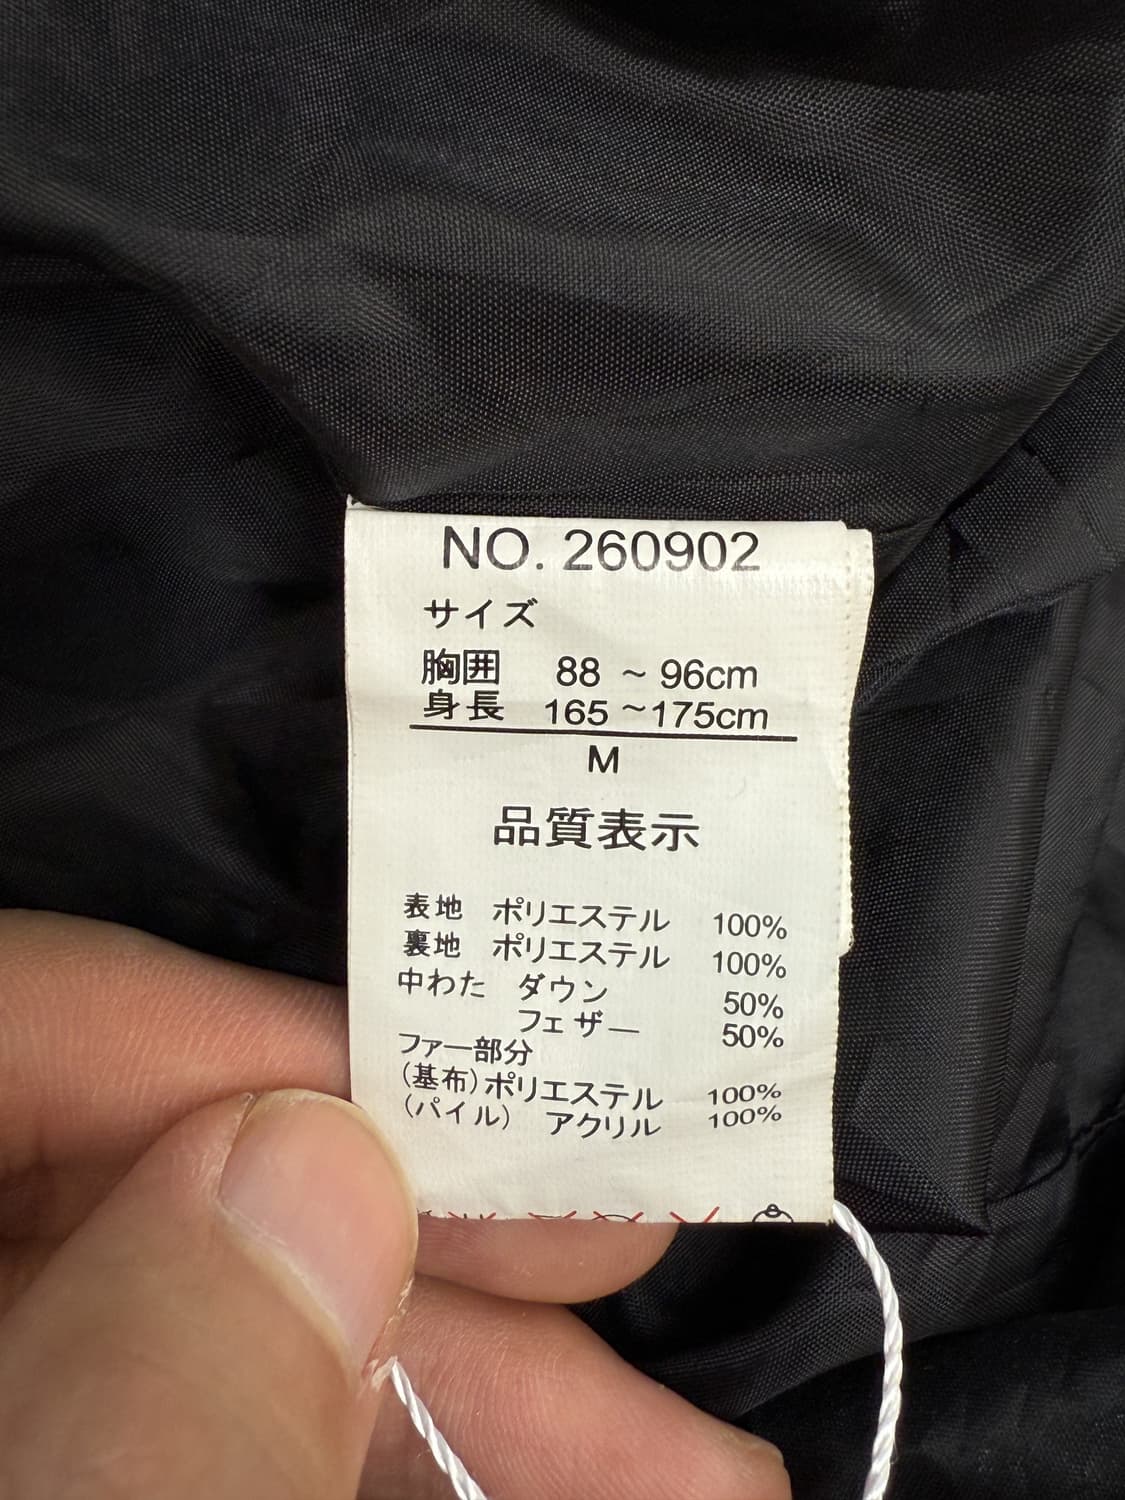 NO. 260902
サイズ
胸囲 88 ~ 96cm
身長 165 ~175cm
M
品質表示
表地 ポリエステル 100%
裏地 ポリエステル 100%
中わた ダウン 50%
フェザー 50%
ファー部分
(基布)ポリエステル 100%
(パイル) アクリル 100%